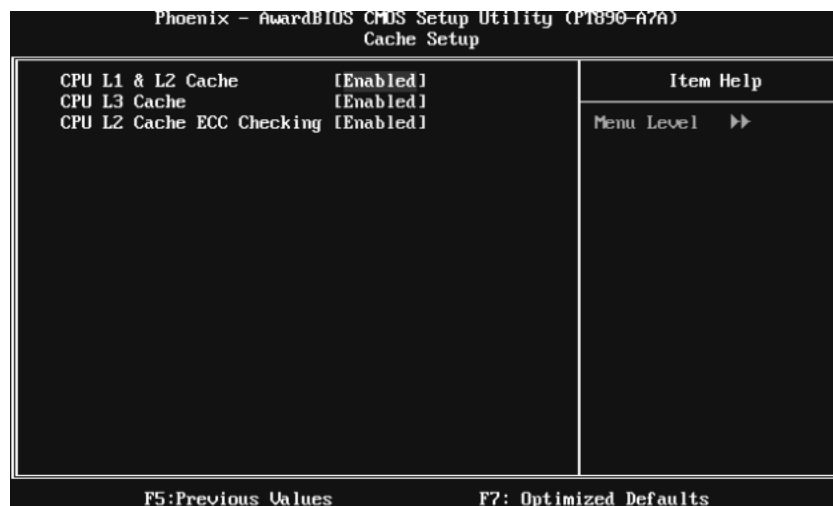 Phoenix - AwardBIOS CMOS Setup Utility (PT890-A7A)
Cache Setup
CPU L1 & L2 Cache [Enabled]
CPU L3 Cache [Enabled]
CPU L2 Cache ECC Checking [Enabled]
Item Help
Menu Level ▶▶
F5:Previous Values F7: Optimized Defaults